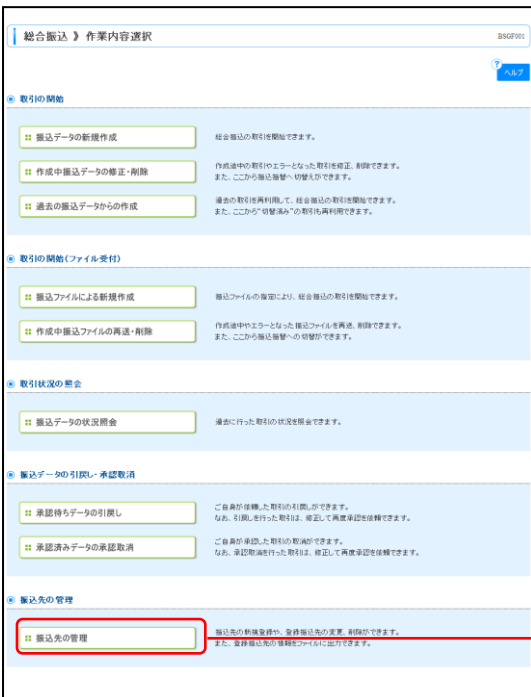 総合振込 》 作業内容選択
BSGF001
? ヘルプ
取引の開始
振込データの新規作成
総合振込の取引を開始できます。
作成中振込データの修正・削除
作成途中の取引やエラーとなった取引を修正、削除できます。
また、ここから振込振替へ切替えができます。
過去の振込データからの作成
過去の取引を再利用して、総合振込の取引を開始できます。
また、ここから“切替済み”の取引も再利用できます。
取引の開始(ファイル受付)
振込ファイルによる新規作成
振込ファイルの指定により、総合振込の取引を開始できます。
作成中振込ファイルの再送・削除
作成途中やエラーとなった振込ファイルを再送、削除できます。
また、ここから振込振替への切替ができます。
取引状況の照会
振込データの状況照会
過去に行った取引の状況を照会できます。
振込データの引戻し・承認取消
承認待ちデータの引戻し
ご自身が依頼した取引の引戻しができます。
なお、引戻しを行った取引は、修正して再度承認を依頼できます。
承認済みデータの承認取消
ご自身が承認した取引の取消ができます。
なお、承認取消を行った取引は、修正して再度承認を依頼できます。
振込先の管理
振込先の管理
振込先の新規登録や、登録振込先の変更、削除ができます。
また、登録振込先の情報をファイルに出力できます。